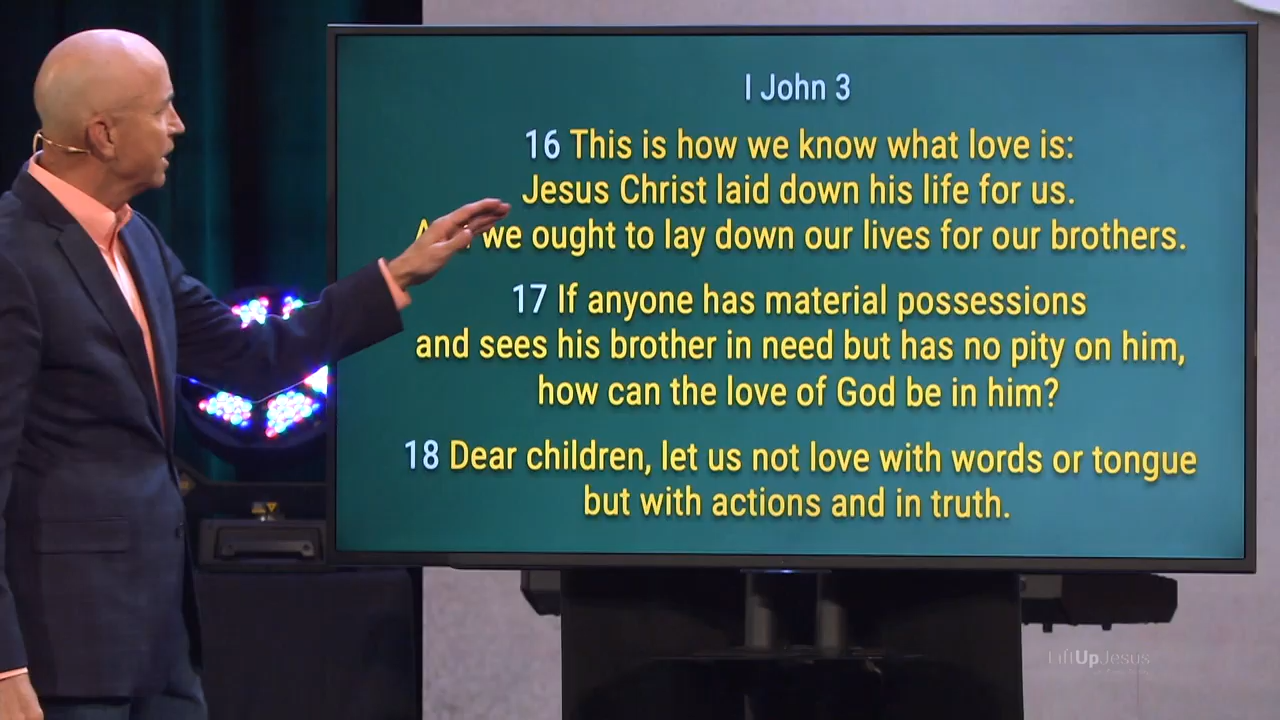 I John 3
16 This is how we know what love is:
Jesus Christ laid down his life for us.
we ought to lay down our lives for our brothers.
17 If anyone has material possessions
and sees his brother in need but has no pity on him,
how can the love of God be in him?
18 Dear children, let us not love with words or tongue
but with actions and in truth.
LiftUpJesus